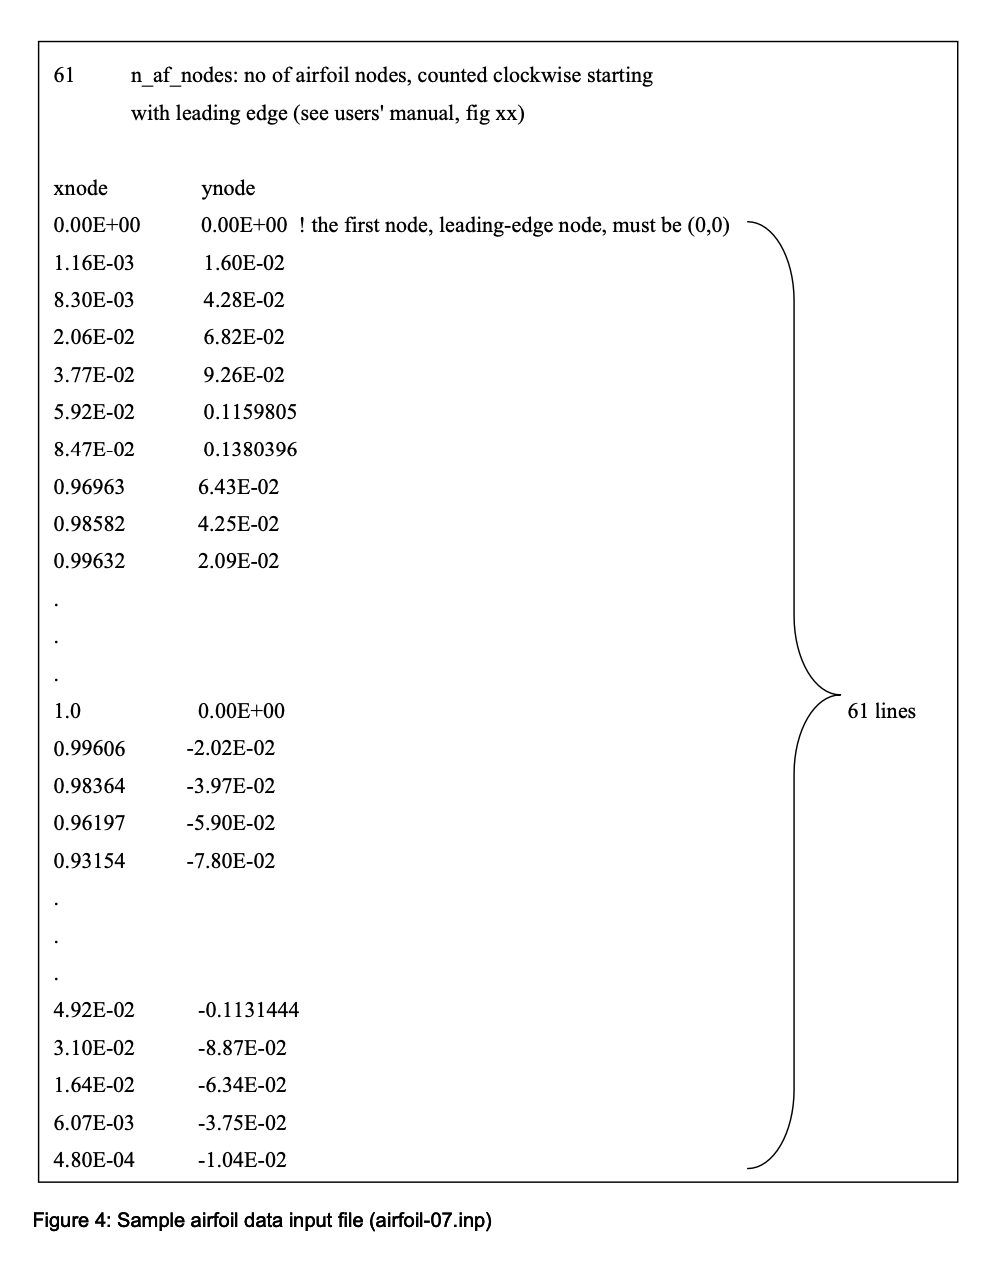 61 n_af_nodes: no of airfoil nodes, counted clockwise starting
with leading edge (see users' manual, fig xx)
xnode ynode
0.00E+00 0.00E+00 ! the first node, leading-edge node, must be (0,0)
1.16E-03 1.60E-02
8.30E-03 4.28E-02
2.06E-02 6.82E-02
3.77E-02 9.26E-02
5.92E-02 0.1159805
8.47E-02 0.1380396
0.96963 6.43E-02
0.98582 4.25E-02
0.99632 2.09E-02
.
.
.
1.0 0.00E+00
61 lines
0.99606 -2.02E-02
0.98364 -3.97E-02
0.96197 -5.90E-02
0.93154 -7.80E-02
.
.
.
4.92E-02 -0.1131444
3.10E-02 -8.87E-02
1.64E-02 -6.34E-02
6.07E-03 -3.75E-02
4.80E-04 -1.04E-02
Figure 4: Sample airfoil data input file (airfoil-07.inp)